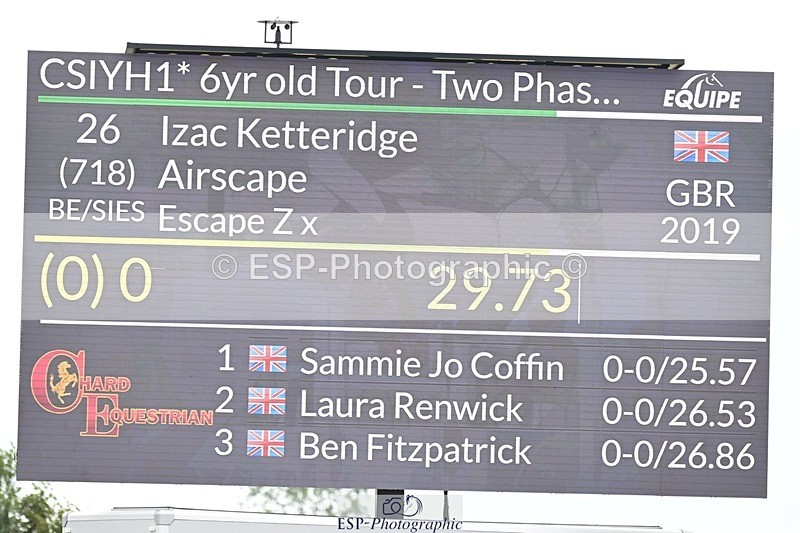 CSIYH1* 6yr old Tour - Two Phas...
EQUIPE
26 Izac Ketteridge
(718) Airscape GBR
BE/SIES Escape Z x 2019
© ESP-Photographic ©
(0) 0 29.73
1 Sammie Jo Coffin 0-0/25.57
CHARD EQUESTRIAN
2 Laura Renwick 0-0/26.53
3 Ben Fitzpatrick 0-0/26.86
ESP-Photographic